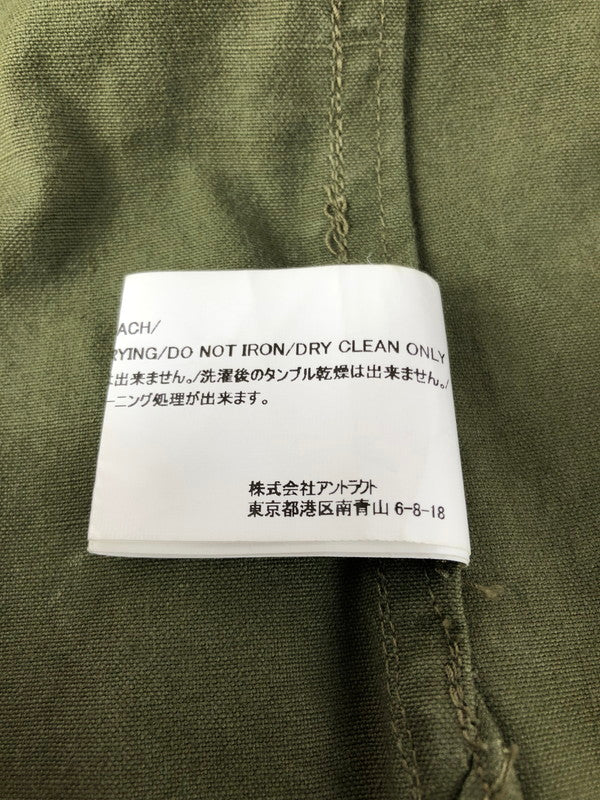 ACH/
RYING/DO NOT IRON/DRY CLEAN ONLY
は出来ません。/洗濯後のタンブル乾燥は出来ません。/
ーニング処理が出来ます。
株式会社アントラクト
東京都港区南青山 6-8-18